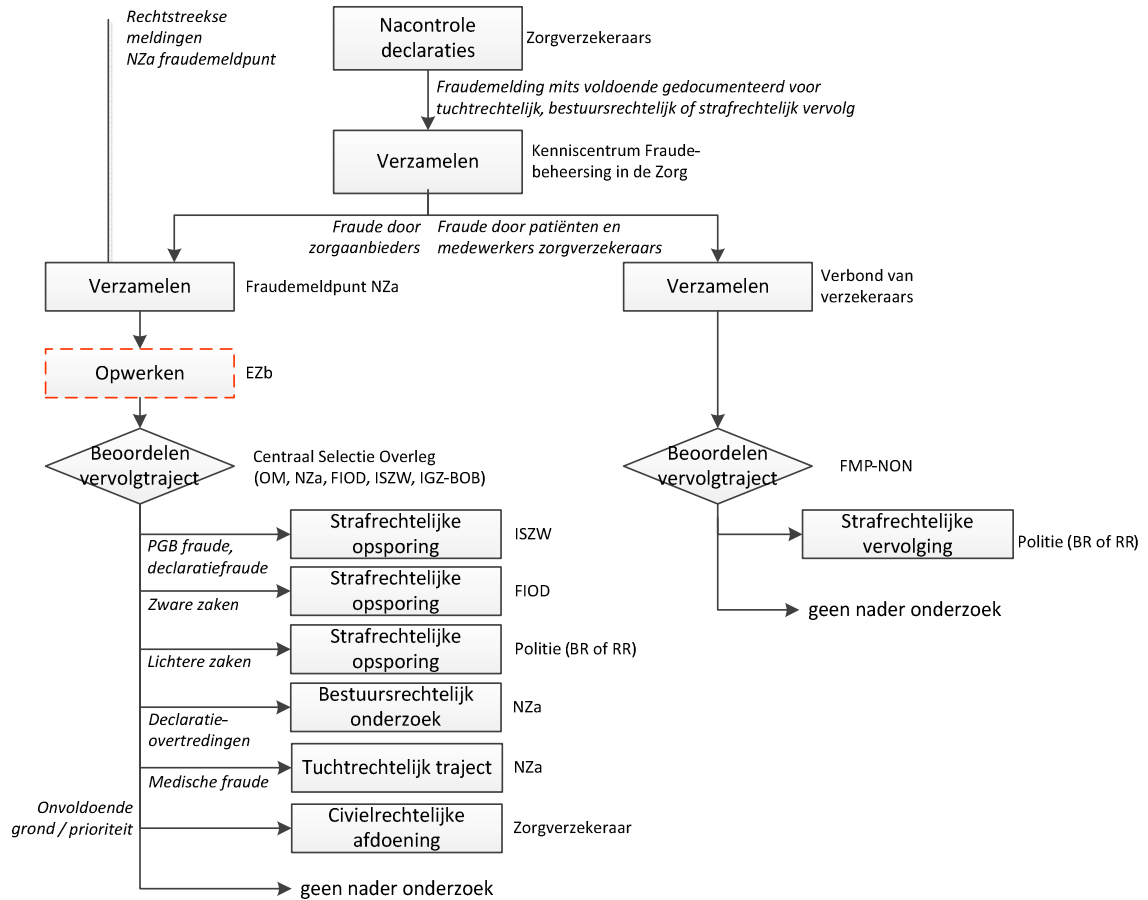 Rechtstreekse
meldingen
NZa fraudemeldpunt
Nacontrole
declaraties
Zorgverzekeraars
Fraudemelding mits voldoende gedocumenteerd voor
tuchtrechtelijk, bestuursrechtelijk of strafrechtelijk vervolg
Verzamelen
Kenniscentrum Fraude-
beheersing in de Zorg
Fraude door
zorgaanbieders
Fraude door patiënten en
medewerkers zorgverzekeraars
Verzamelen
Fraudemeldpunt NZa
Verzamelen
Verbond van
verzekeraars
Opwerken
EZb
Beoordelen
vervolgtraject
Centraal Selectie Overleg
(OM, NZa, FIOD, ISZW, IGZ-BOB)
Beoordelen
vervolgtraject
FMP-NON
Strafrechtelijke
opsporing
ISZW
PGB fraude,
declaratiefraude
Strafrechtelijke
vervolging
Politie (BR of RR)
Strafrechtelijke
opsporing
FIOD
Zware zaken
geen nader onderzoek
Strafrechtelijke
opsporing
Politie (BR of RR)
Lichtere zaken
Bestuursrechtelijk
onderzoek
NZa
Declaratie-
overtredingen
Tuchtrechtelijk traject
NZa
Medische fraude
Onvoldoende
grond / prioriteit
Civielrechtelijke
afdoening
Zorgverzekeraar
geen nader onderzoek